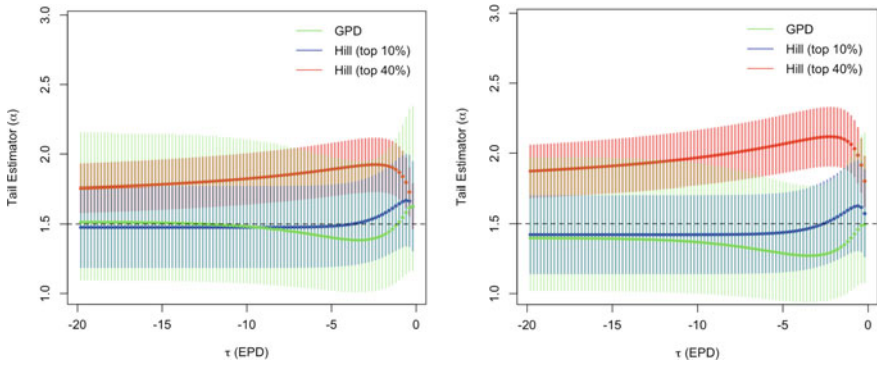 3.0
2.5
2.0
1.5
1.0
Tail Estimator (α)
GPD
Hill (top 10%)
Hill (top 40%)
-20
-15
-10
-5
0
τ (EPD)
3.0
2.5
2.0
1.5
1.0
Tail Estimator (α)
GPD
Hill (top 10%)
Hill (top 40%)
-20
-15
-10
-5
0
τ (EPD)